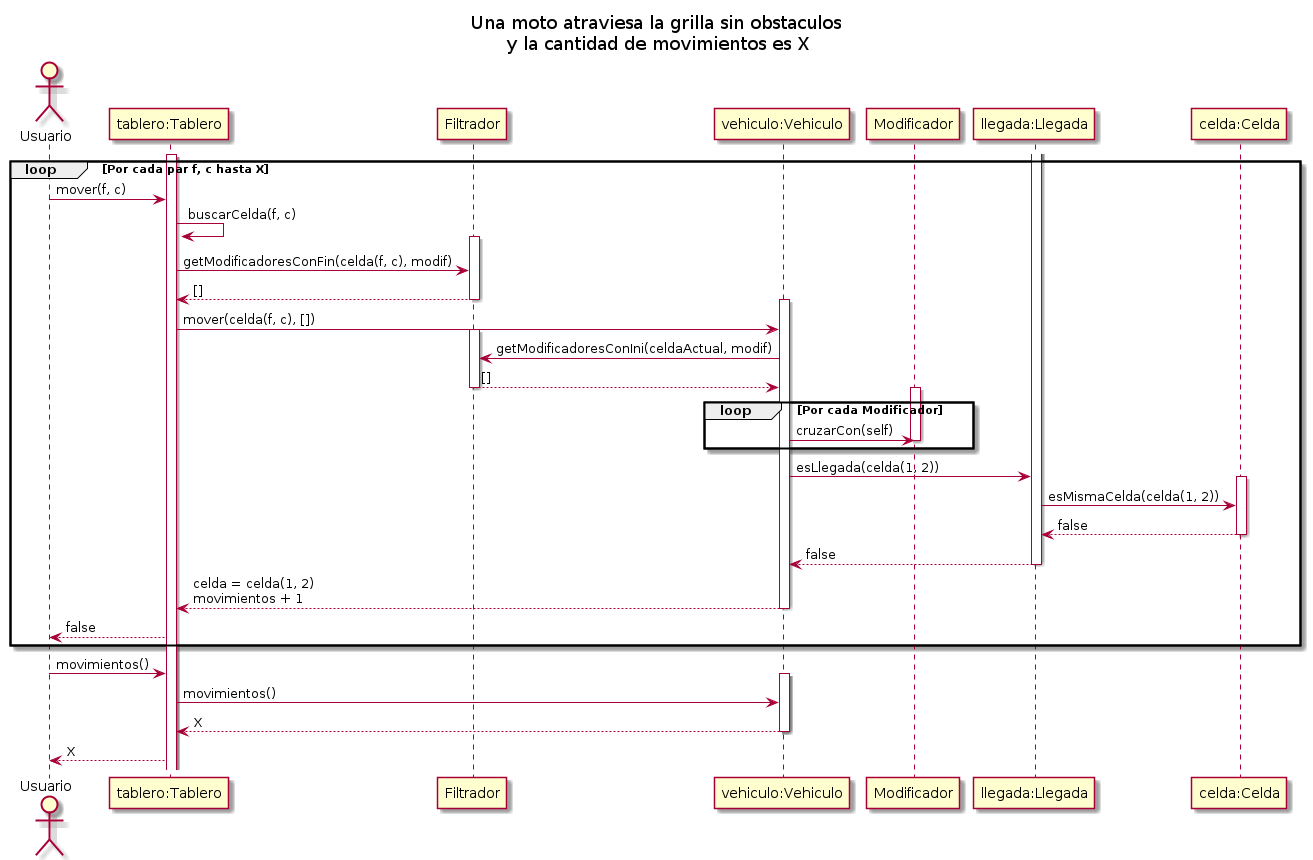 Una moto atraviesa la grilla sin obstaculos
y la cantidad de movimientos es X
Usuario
tablero:Tablero
Filtrador
vehiculo:Vehiculo
Modificador
llegada:Llegada
celda:Celda
loop
[Por cada par f, c hasta X]
mover(f, c)
buscarCelda(f, c)
getModificadoresConFin(celda(f, c), modif)
[]
mover(celda(f, c), [])
getModificadoresConIni(celdaActual, modif)
[]
loop
[Por cada Modificador]
cruzarCon(self)
esLlegada(celda(1, 2))
esMismaCelda(celda(1, 2))
false
false
celda = celda(1, 2)
movimientos + 1
false
movimientos()
movimientos()
X
X
Usuario
tablero:Tablero
Filtrador
vehiculo:Vehiculo
Modificador
llegada:Llegada
celda:Celda